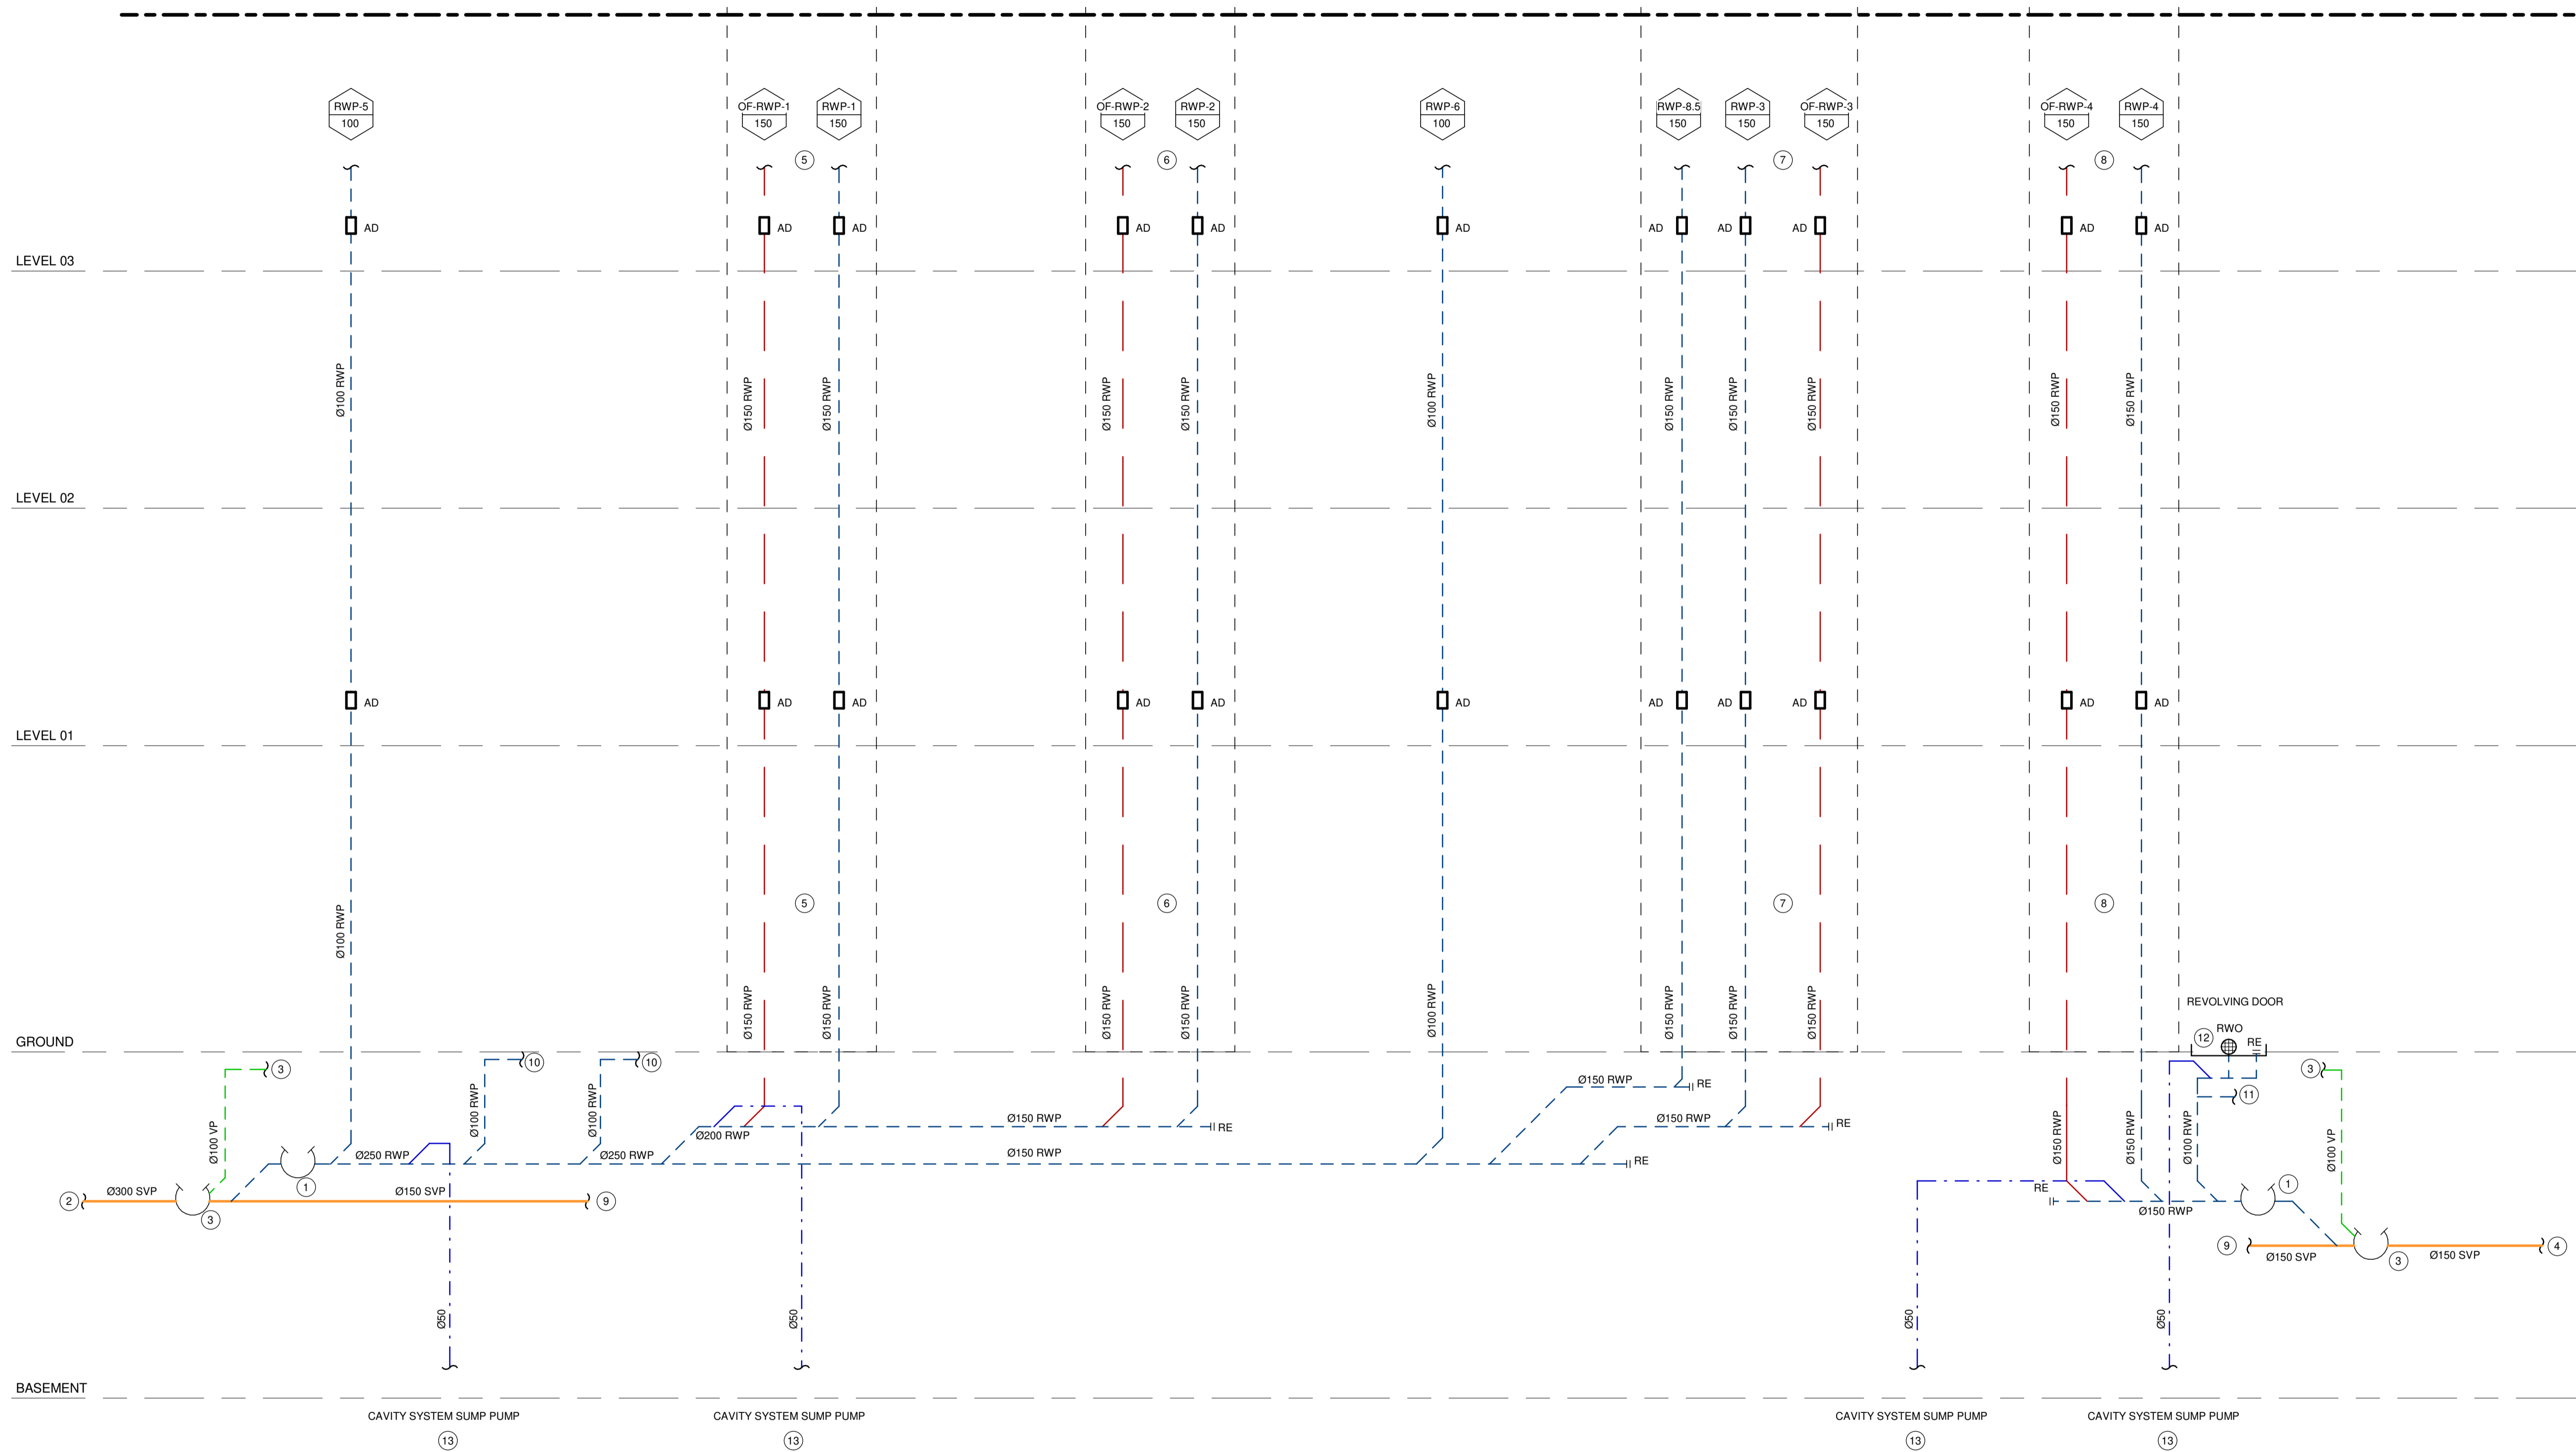 RWP-5
100
OF-RWP-1
150
RWP-1
150
OF-RWP-2
150
RWP-2
150
RWP-6
100
RWP-8.5
150
RWP-3
150
OF-RWP-3
150
OF-RWP-4
150
RWP-4
150
5
6
7
8
AD
AD
AD
AD
AD
AD
AD
AD
AD
AD
AD
LEVEL 03
Ø100 RWP
Ø150 RWP
Ø150 RWP
Ø150 RWP
Ø150 RWP
Ø100 RWP
Ø150 RWP
Ø150 RWP
Ø150 RWP
Ø150 RWP
Ø150 RWP
LEVEL 02
AD
AD
AD
AD
AD
AD
AD
AD
AD
AD
AD
LEVEL 01
5
6
7
8
Ø100 RWP
Ø150 RWP
Ø150 RWP
Ø150 RWP
Ø150 RWP
Ø100 RWP
Ø150 RWP
Ø150 RWP
Ø150 RWP
REVOLVING DOOR
12
RWO
RE
GROUND
3
10
10
3
11
Ø100 VP
Ø100 RWP
Ø100 RWP
Ø150 RWP
RE
Ø200 RWP
Ø150 RWP
RE
Ø150 RWP
RE
Ø150 RWP
Ø150 RWP
Ø100 RWP
Ø100 VP
Ø250 RWP
Ø250 RWP
Ø150 RWP
RE
1
RE
1
2
Ø300 SVP
3
Ø150 SVP
9
Ø150 RWP
9
Ø150 SVP
3
Ø150 SVP
4
Ø50
Ø50
Ø50
Ø50
BASEMENT
CAVITY SYSTEM SUMP PUMP
13
CAVITY SYSTEM SUMP PUMP
13
CAVITY SYSTEM SUMP PUMP
13
CAVITY SYSTEM SUMP PUMP
13